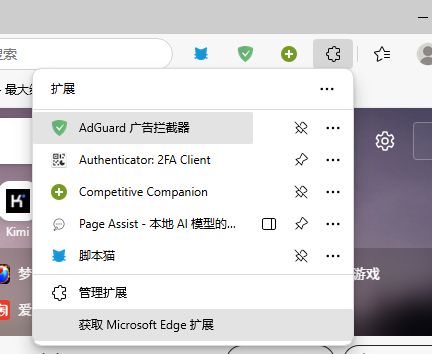 搜索
最大
扩展
AdGuard 广告拦截器
Authenticator: 2FA Client
Competitive Companion
Kimi
Page Assist - 本地 AI 模型的...
脚本猫
梦
游戏
管理扩展
爱
获取 Microsoft Edge 扩展